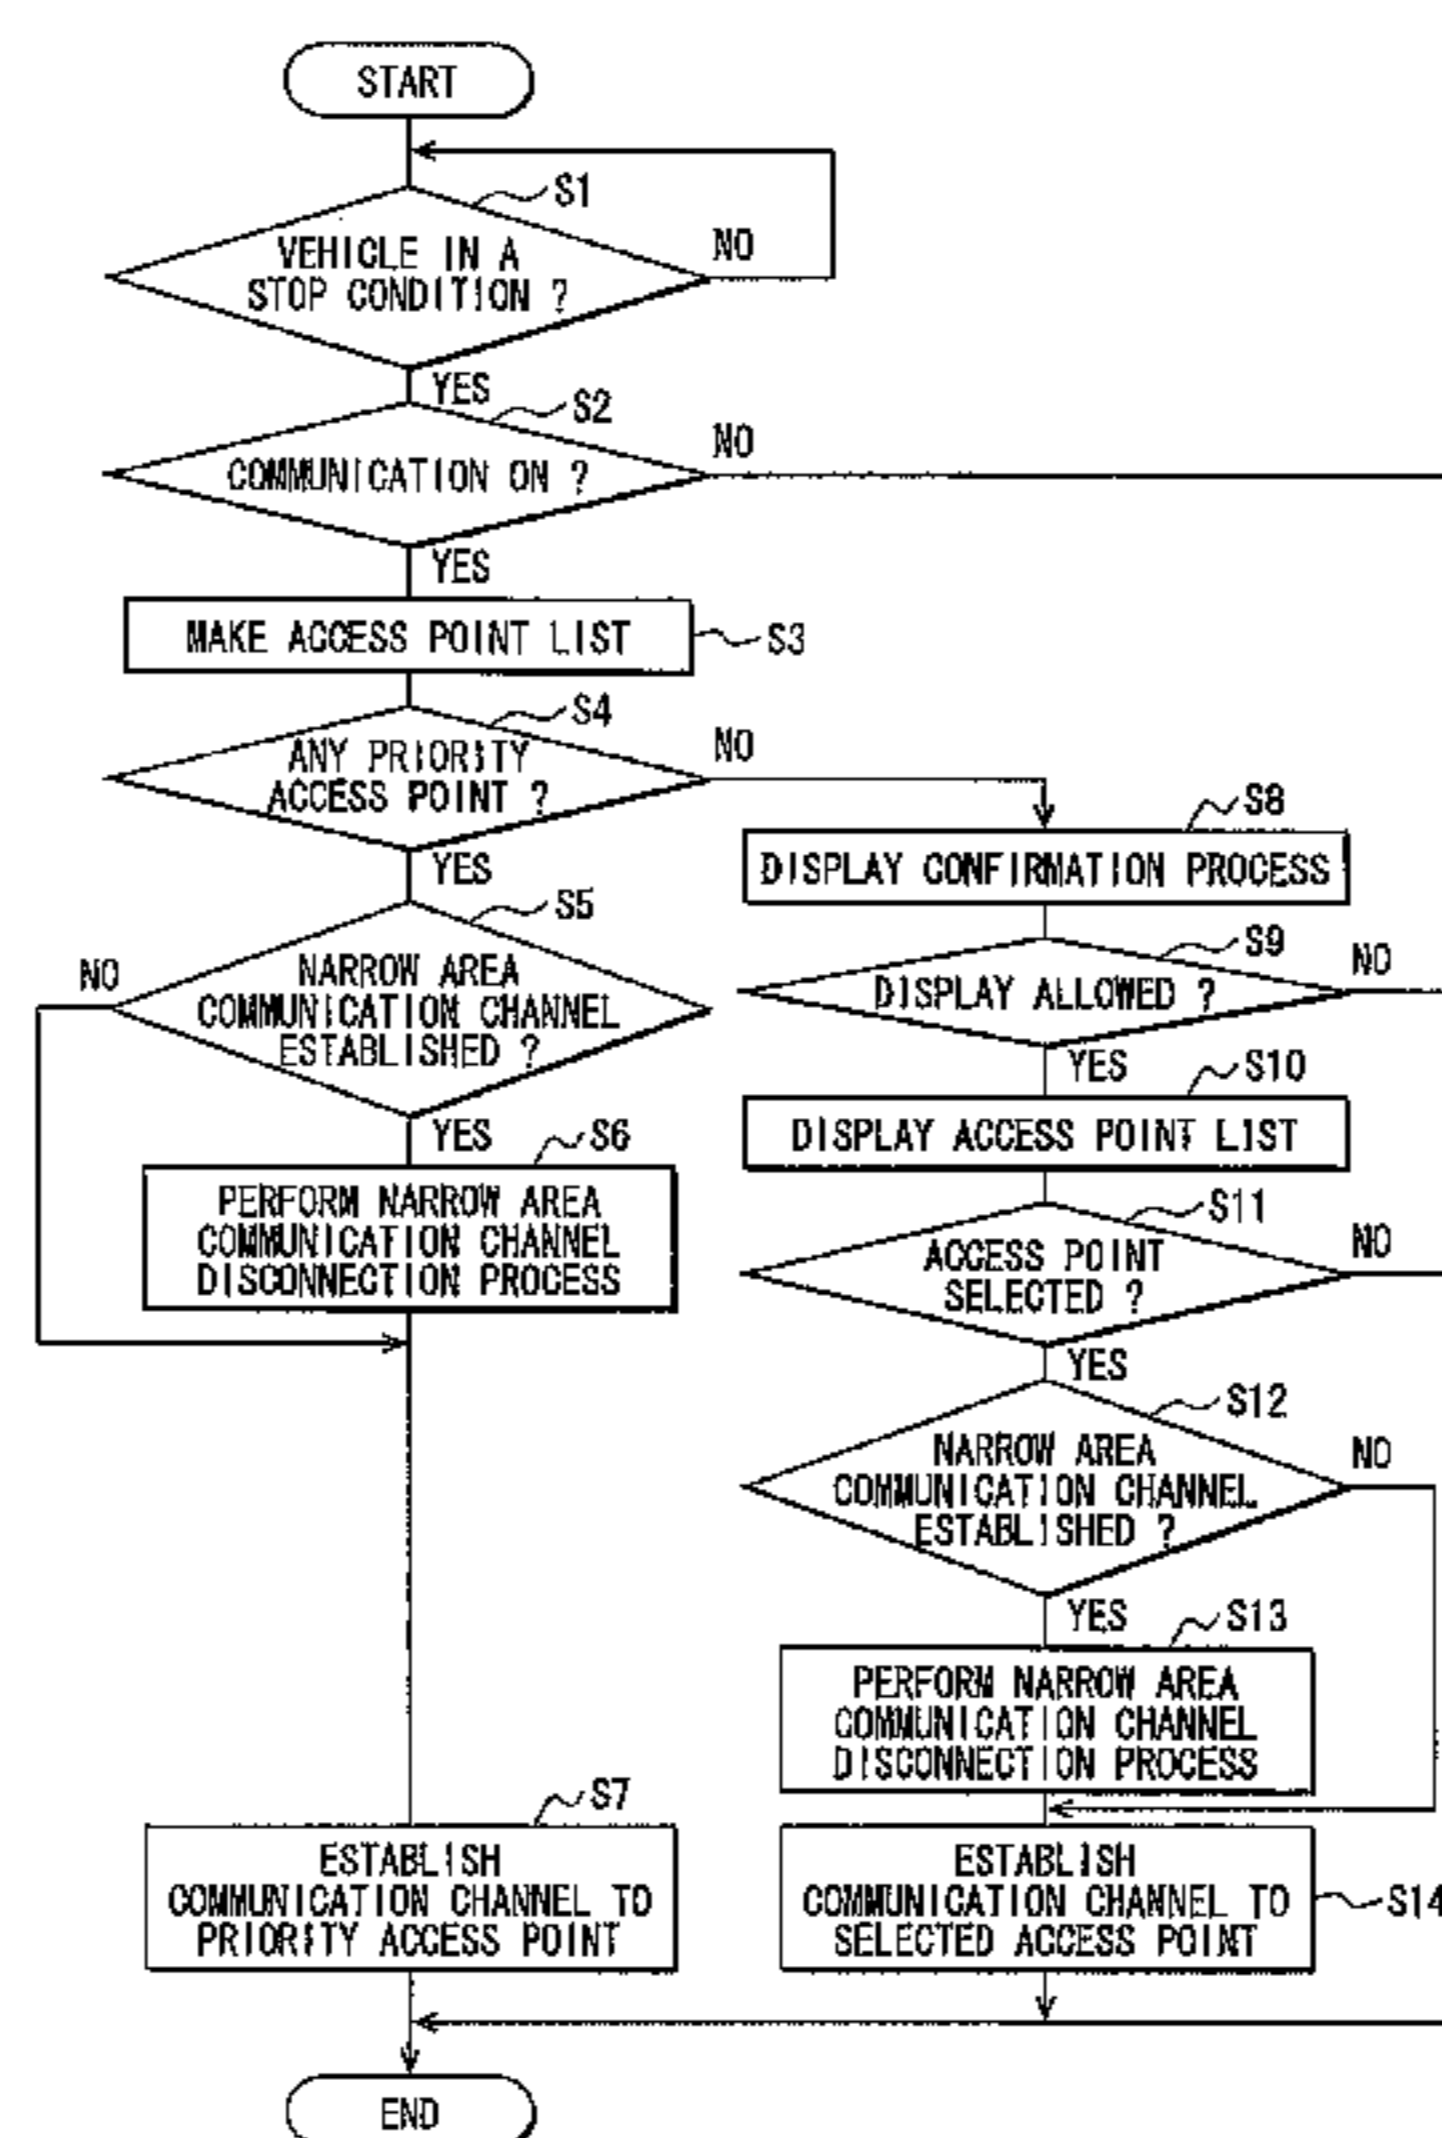 START
S1
VEHICLE IN A
STOP CONDITION ?
NO
YES
S2
COMMUNICATION ON ?
NO
YES
MAKE ACCESS POINT LIST
S3
S4
ANY PRIORITY
ACCESS POINT ?
NO
YES
S5
NARROW AREA
COMMUNICATION CHANNEL
ESTABLISHED ?
NO
YES
S6
PERFORM NARROW AREA
COMMUNICATION CHANNEL
DISCONNECTION PROCESS
S7
ESTABLISH
COMMUNICATION CHANNEL TO
PRIORITY ACCESS POINT
S8
DISPLAY CONFIRMATION PROCESS
S9
DISPLAY ALLOWED ?
NO
YES
S10
DISPLAY ACCESS POINT LIST
S11
ACCESS POINT
SELECTED ?
NO
YES
S12
NARROW AREA
COMMUNICATION CHANNEL
ESTABLISHED ?
NO
YES
S13
PERFORM NARROW AREA
COMMUNICATION CHANNEL
DISCONNECTION PROCESS
ESTABLISH
COMMUNICATION CHANNEL TO
SELECTED ACCESS POINT
S14
END